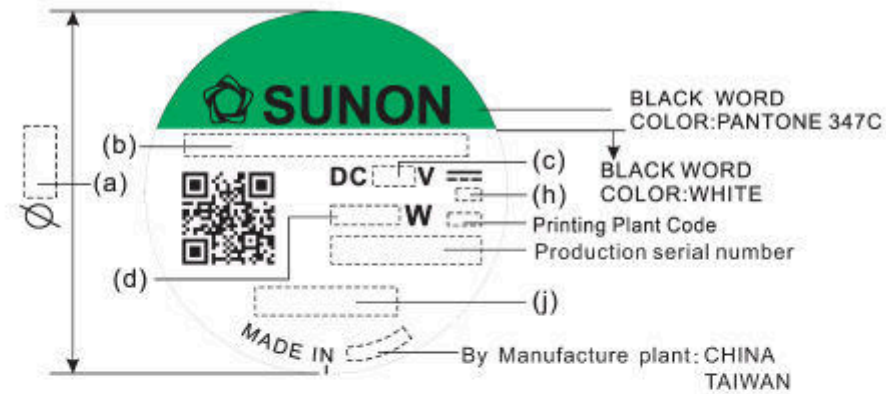 SUNON
BLACK WORD
COLOR:PANTONE 347C
(b)
(a)
Ø
DC V
(c)
BLACK WORD
COLOR:WHITE
(h)
W
Printing Plant Code
Production serial number
(d)
(j)
MADE IN
By Manufacture plant: CHINA
TAIWAN